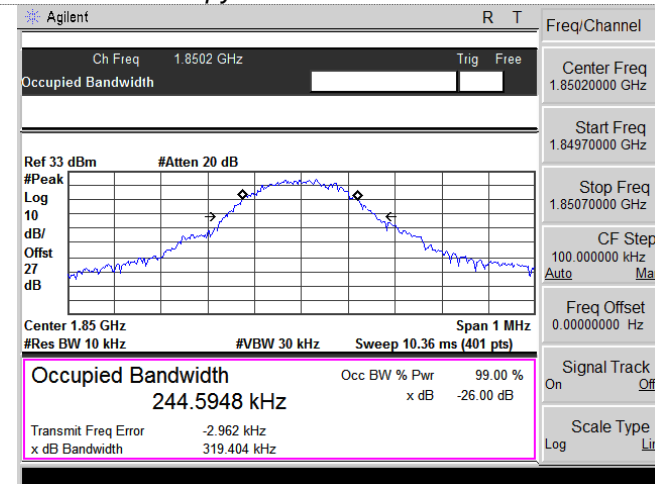 Agilent R T
Freq/Channel
Ch Freq 1.8502 GHz Trig Free
Occupied Bandwidth
Center Freq
1.85020000 GHz
Start Freq
1.84970000 GHz
Stop Freq
1.85070000 GHz
CF Step
100.000000 kHz
Auto Ma
Freq Offset
0.00000000 Hz
Signal Track
On Off
Scale Type
Log Lin
Ref 33 dBm #Atten 20 dB
#Peak
Log
10
dB/
Offst
27
dB
Center 1.85 GHz Span 1 MHz
#Res BW 10 kHz #VBW 30 kHz Sweep 10.36 ms (401 pts)
Occupied Bandwidth Occ BW % Pwr 99.00 %
244.5948 kHz x dB -26.00 dB
Transmit Freq Error -2.962 kHz
x dB Bandwidth 319.404 kHz